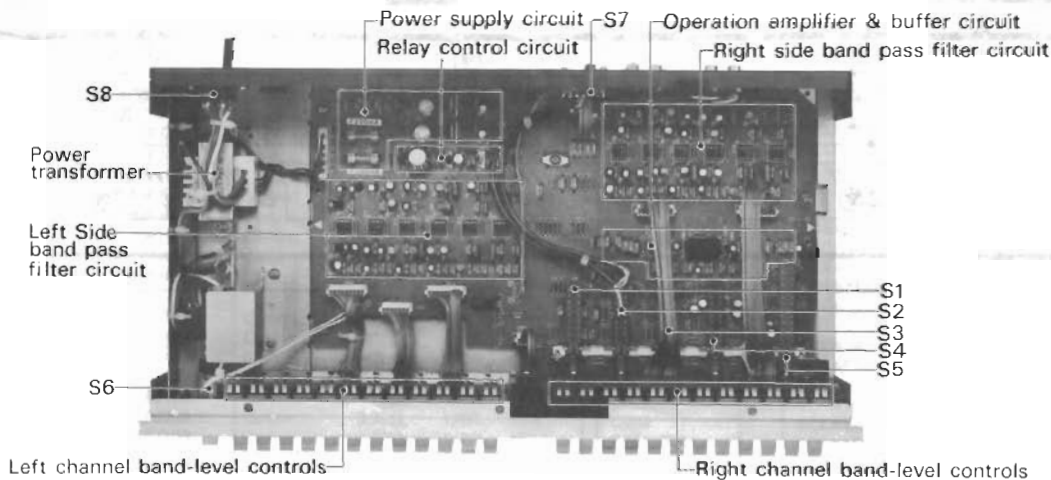 Power supply circuit
S7
Operation amplifier & buffer circuit
Relay control circuit
Right side band pass filter circuit
S8
Power
transformer
Left Side
band pass
filter circuit
S1
S2
S3
S4
S5
S6
Left channel band-level controls
Right channel band-level controls